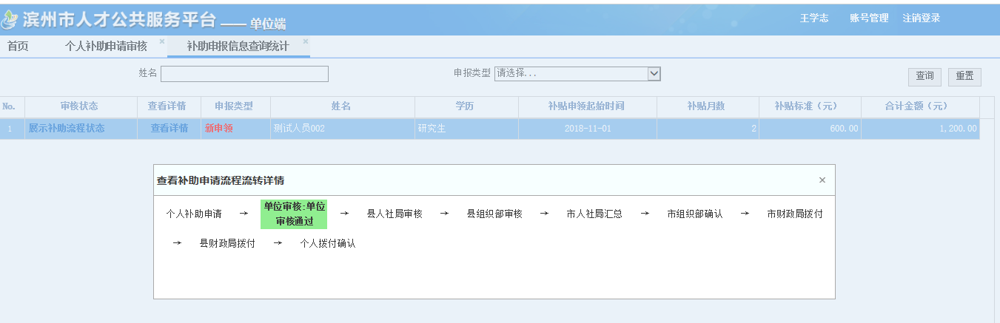 滨州市人才公共服务平台 —— 单位端 王学志 账号管理 注销登录
首页 个人补助申请审核 × 补助申报信息查询统计 ×
姓名 申报类型 请选择... 查询 重置
No. 审核状态 查看详情 申报类型 姓名 学历 补贴申领起始时间 补贴月数 补贴标准（元） 合计金额（元）
1 展示补助流程状态 查看详情 新申领 测试人员002 研究生 2018-11-01 2 600.00 1,200.00
查看补助申请流程流转详情 ×
个人补助申请 → 单位审核:单位审核通过 → 县人社局审核 → 县组织部审核 → 市人社局汇总 → 市组织部确认 → 市财政局拨付
→ 县财政局拨付 → 个人拨付确认